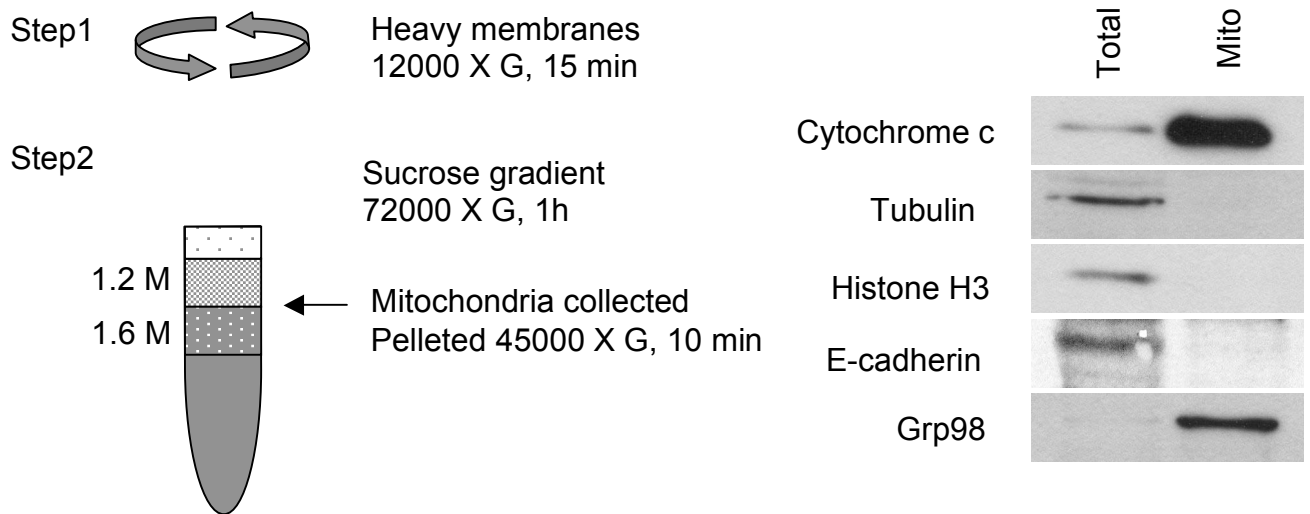 Step1
Heavy membranes
12000 X G, 15 min
Step2
Sucrose gradient
72000 X G, 1h
1.2 M
1.6 M
Mitochondria collected
Pelleted 45000 X G, 10 min
Total
Mito
Cytochrome c
Tubulin
Histone H3
E-cadherin
Grp98